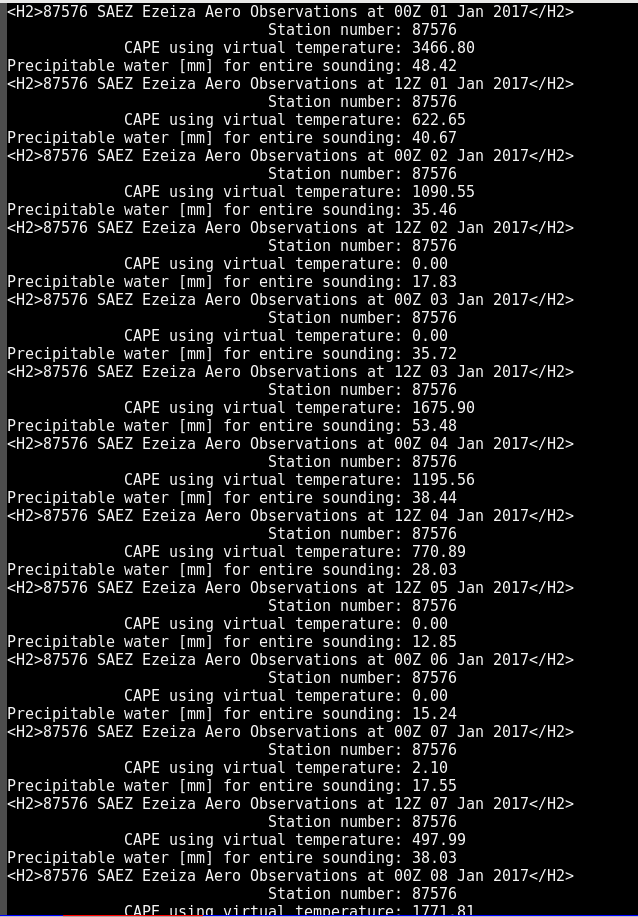 <H2>87576 SAEZ Ezeiza Aero Observations at 00Z 01 Jan 2017</H2>
Station number: 87576
CAPE using virtual temperature: 3466.80
Precipitable water [mm] for entire sounding: 48.42
<H2>87576 SAEZ Ezeiza Aero Observations at 12Z 01 Jan 2017</H2>
Station number: 87576
CAPE using virtual temperature: 622.65
Precipitable water [mm] for entire sounding: 40.67
<H2>87576 SAEZ Ezeiza Aero Observations at 00Z 02 Jan 2017</H2>
Station number: 87576
CAPE using virtual temperature: 1090.55
Precipitable water [mm] for entire sounding: 35.46
<H2>87576 SAEZ Ezeiza Aero Observations at 12Z 02 Jan 2017</H2>
Station number: 87576
CAPE using virtual temperature: 0.00
Precipitable water [mm] for entire sounding: 17.83
<H2>87576 SAEZ Ezeiza Aero Observations at 00Z 03 Jan 2017</H2>
Station number: 87576
CAPE using virtual temperature: 0.00
Precipitable water [mm] for entire sounding: 35.72
<H2>87576 SAEZ Ezeiza Aero Observations at 12Z 03 Jan 2017</H2>
Station number: 87576
CAPE using virtual temperature: 1675.90
Precipitable water [mm] for entire sounding: 53.48
<H2>87576 SAEZ Ezeiza Aero Observations at 00Z 04 Jan 2017</H2>
Station number: 87576
CAPE using virtual temperature: 1195.56
Precipitable water [mm] for entire sounding: 38.44
<H2>87576 SAEZ Ezeiza Aero Observations at 12Z 04 Jan 2017</H2>
Station number: 87576
CAPE using virtual temperature: 770.89
Precipitable water [mm] for entire sounding: 28.03
<H2>87576 SAEZ Ezeiza Aero Observations at 12Z 05 Jan 2017</H2>
Station number: 87576
CAPE using virtual temperature: 0.00
Precipitable water [mm] for entire sounding: 12.85
<H2>87576 SAEZ Ezeiza Aero Observations at 00Z 06 Jan 2017</H2>
Station number: 87576
CAPE using virtual temperature: 0.00
Precipitable water [mm] for entire sounding: 15.24
<H2>87576 SAEZ Ezeiza Aero Observations at 00Z 07 Jan 2017</H2>
Station number: 87576
CAPE using virtual temperature: 2.10
Precipitable water [mm] for entire sounding: 17.55
<H2>87576 SAEZ Ezeiza Aero Observations at 12Z 07 Jan 2017</H2>
Station number: 87576
CAPE using virtual temperature: 497.99
Precipitable water [mm] for entire sounding: 38.03
<H2>87576 SAEZ Ezeiza Aero Observations at 00Z 08 Jan 2017</H2>
Station number: 87576
CAPE using virtual temperature: 1771.81